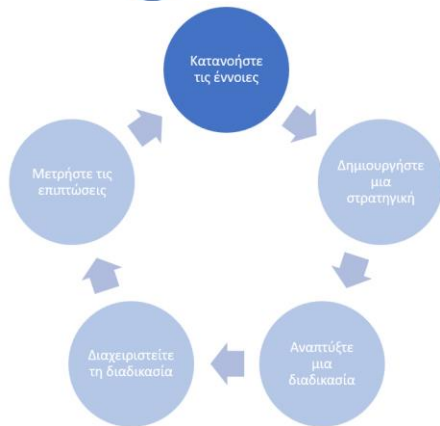 Κατανοήστε
τις έννοιες
Δημιουργήστε
μια
στρατηγική
Αναπτύξτε
μια
διαδικασία
Διαχειριστείτε
τη διαδικασία
Μετρήστε τις
επιπτώσεις